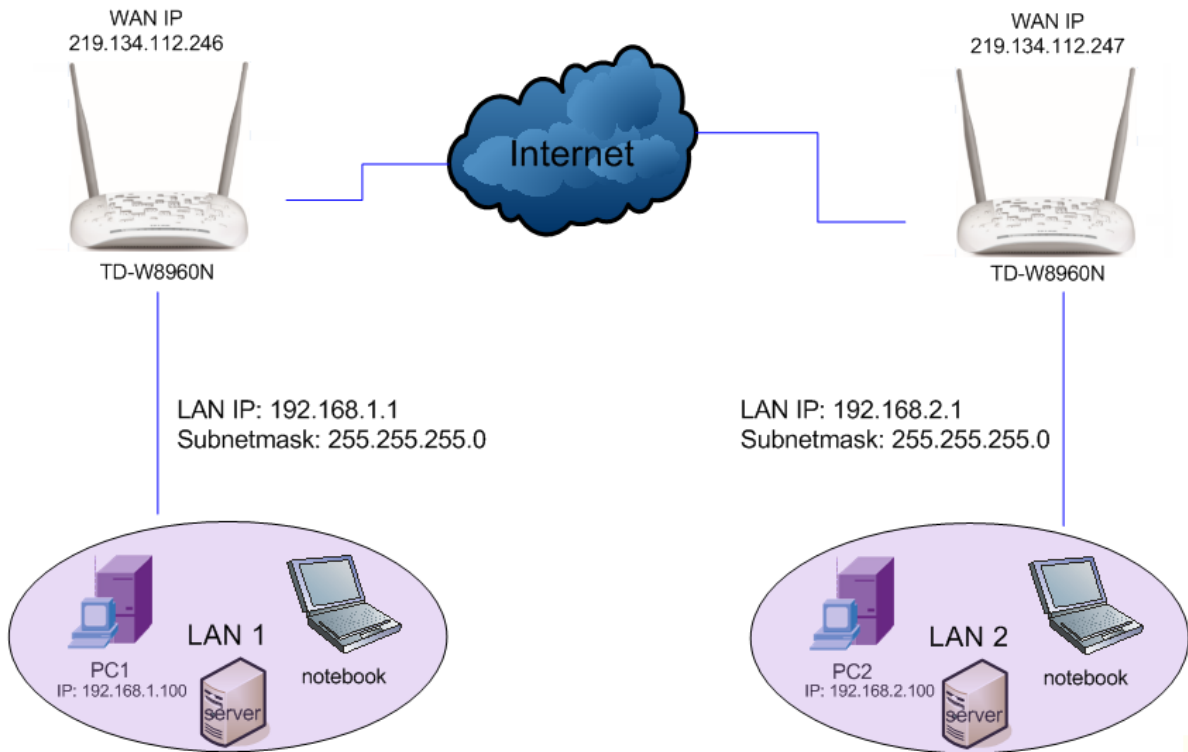 WAN IP
219.134.112.246
WAN IP
219.134.112.247
Internet
TD-W8960N
TD-W8960N
LAN IP: 192.168.1.1
Subnetmask: 255.255.255.0
LAN IP: 192.168.2.1
Subnetmask: 255.255.255.0
LAN 1
PC1
IP: 192.168.1.100
server
notebook
LAN 2
PC2
IP: 192.168.2.100
server
notebook